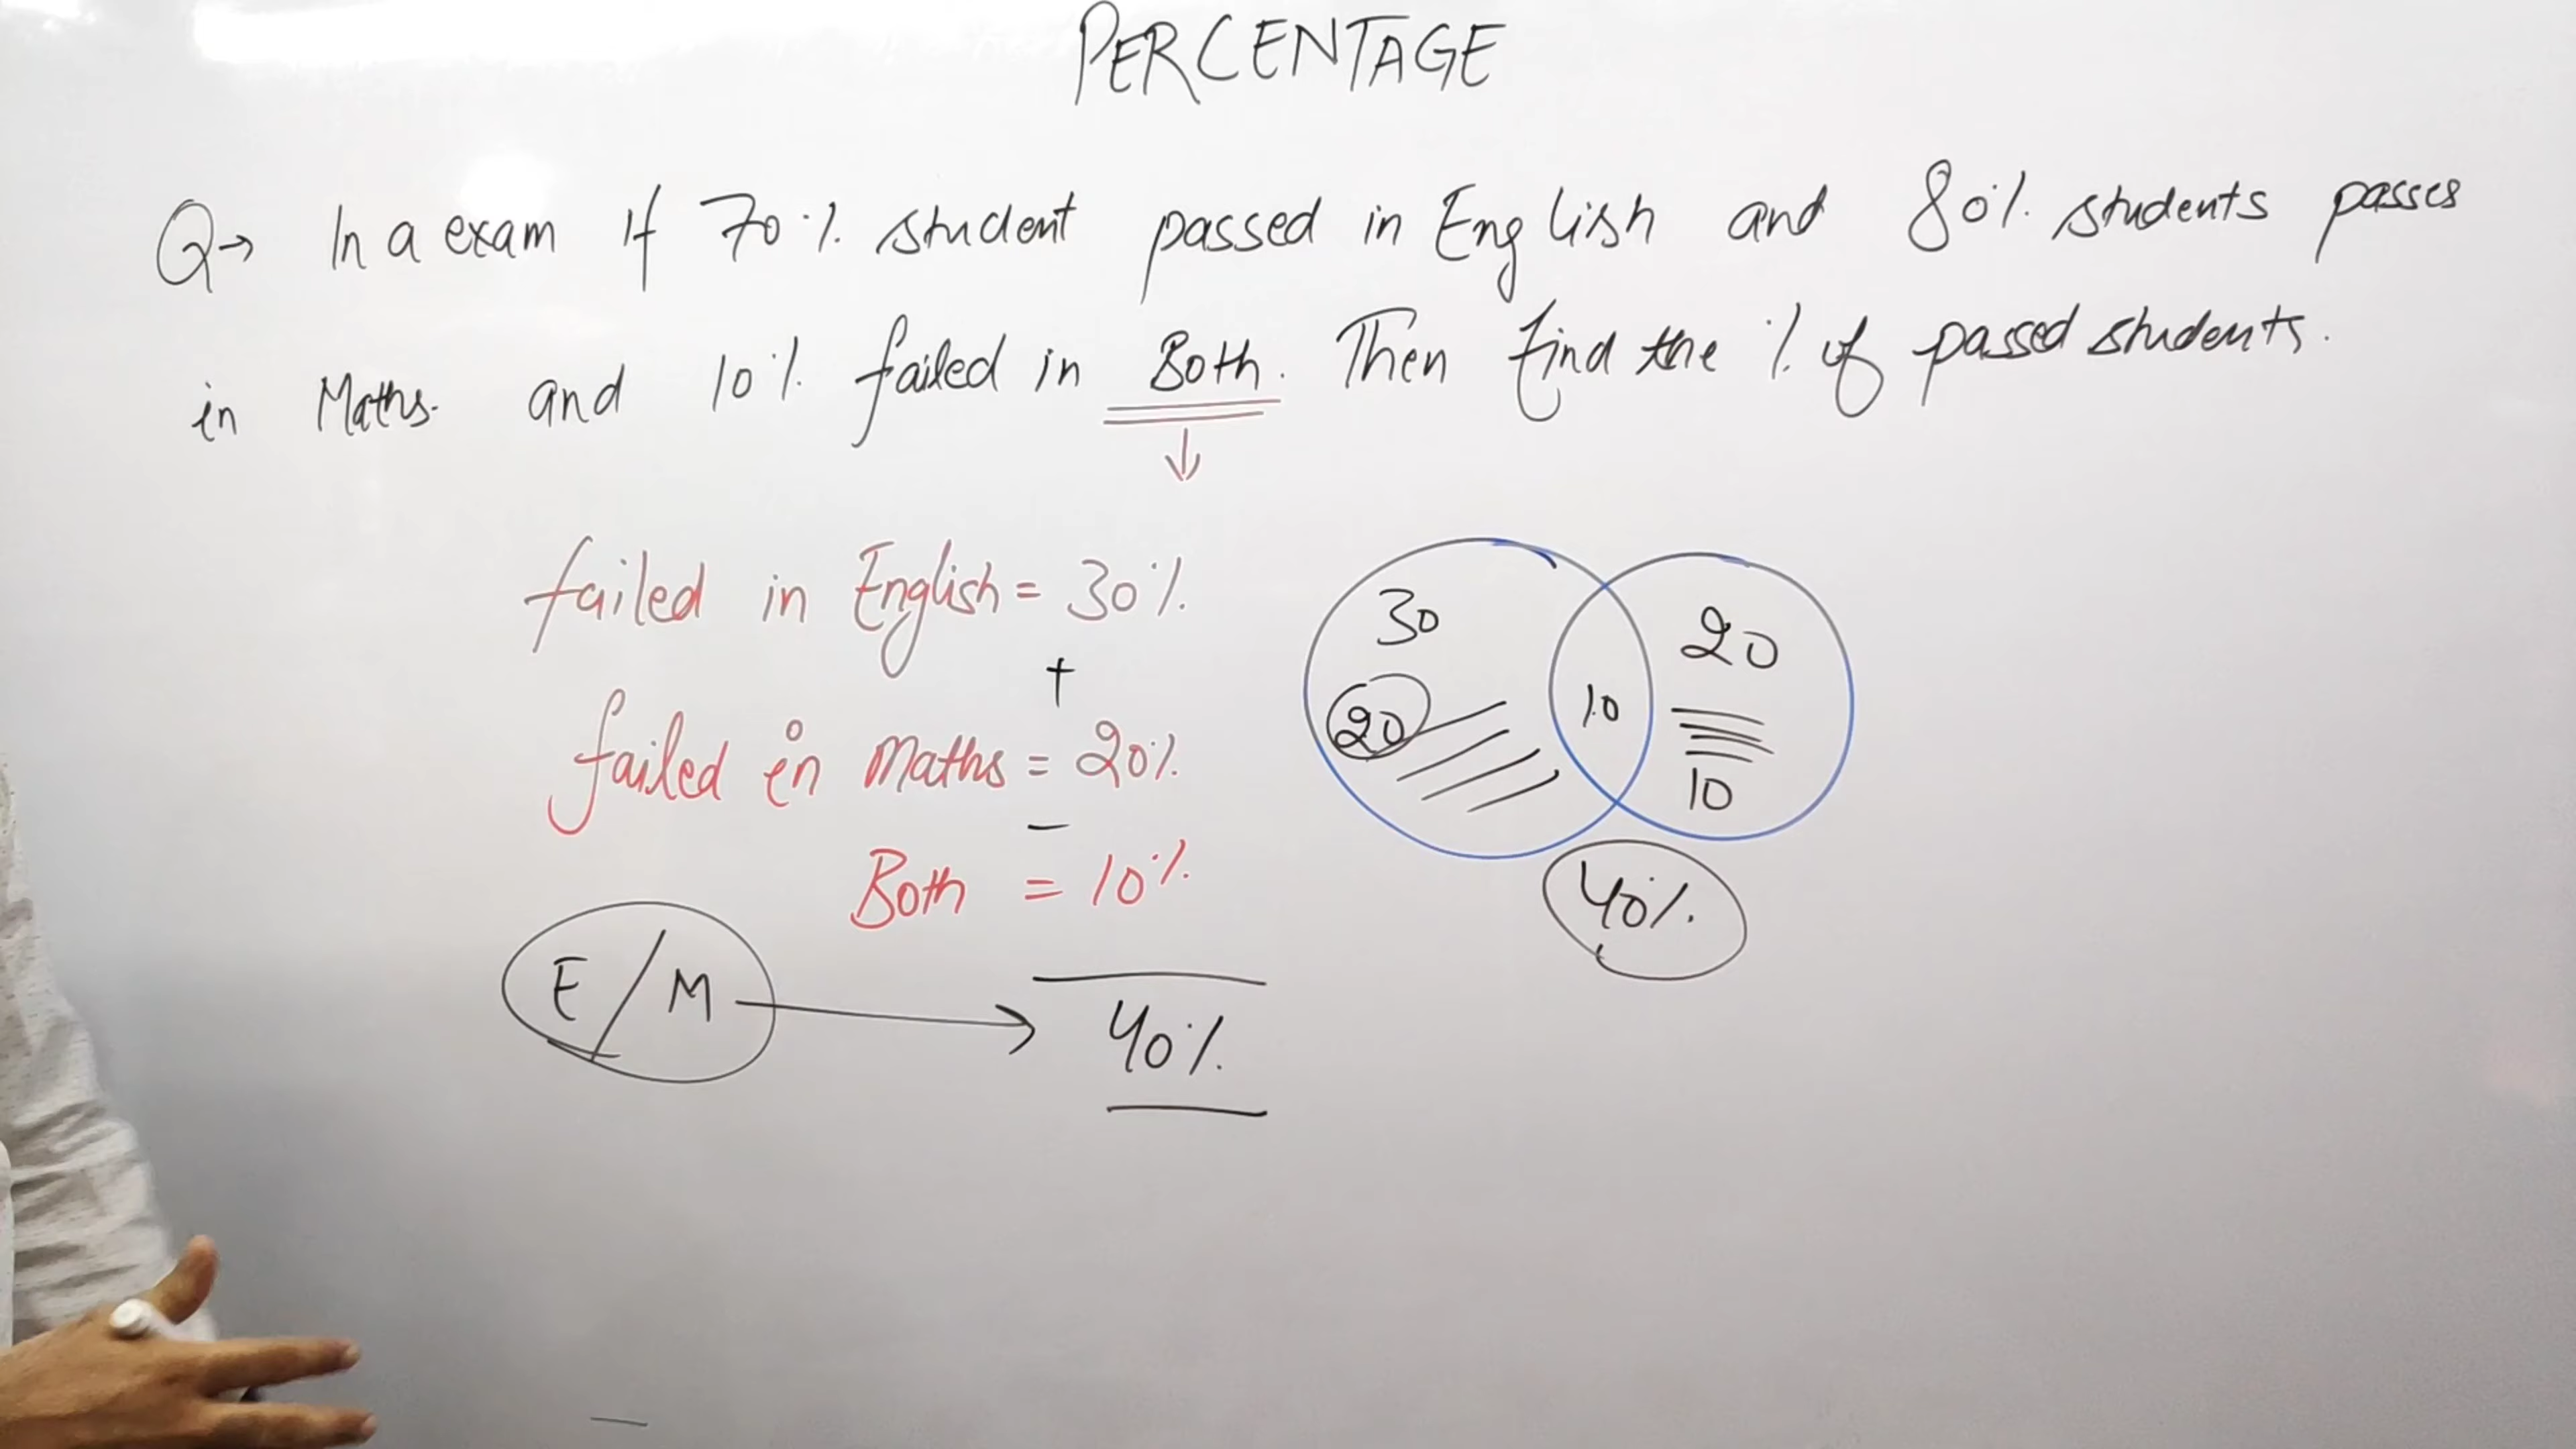 PERCENTAGE
Q→ In a exam if 70% student passed in English and 80% students passes
in Maths. and 10% failed in Both. Then find the % of passed students.
↓
failed in English = 30%
+
failed in Maths = 20%
-
Both = 10%
E/M → 40%
30
20
20
10
10
40%